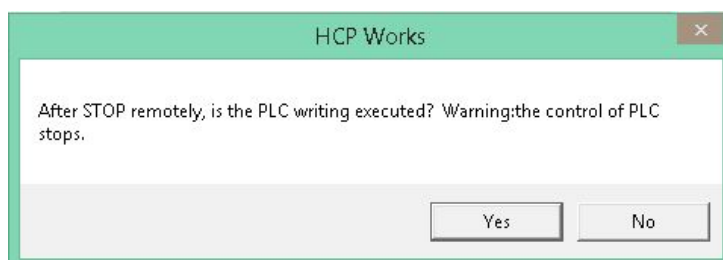 HCP Works
After STOP remotely, is the PLC writing executed?  Warning:the control of PLC
stops.
Yes
No